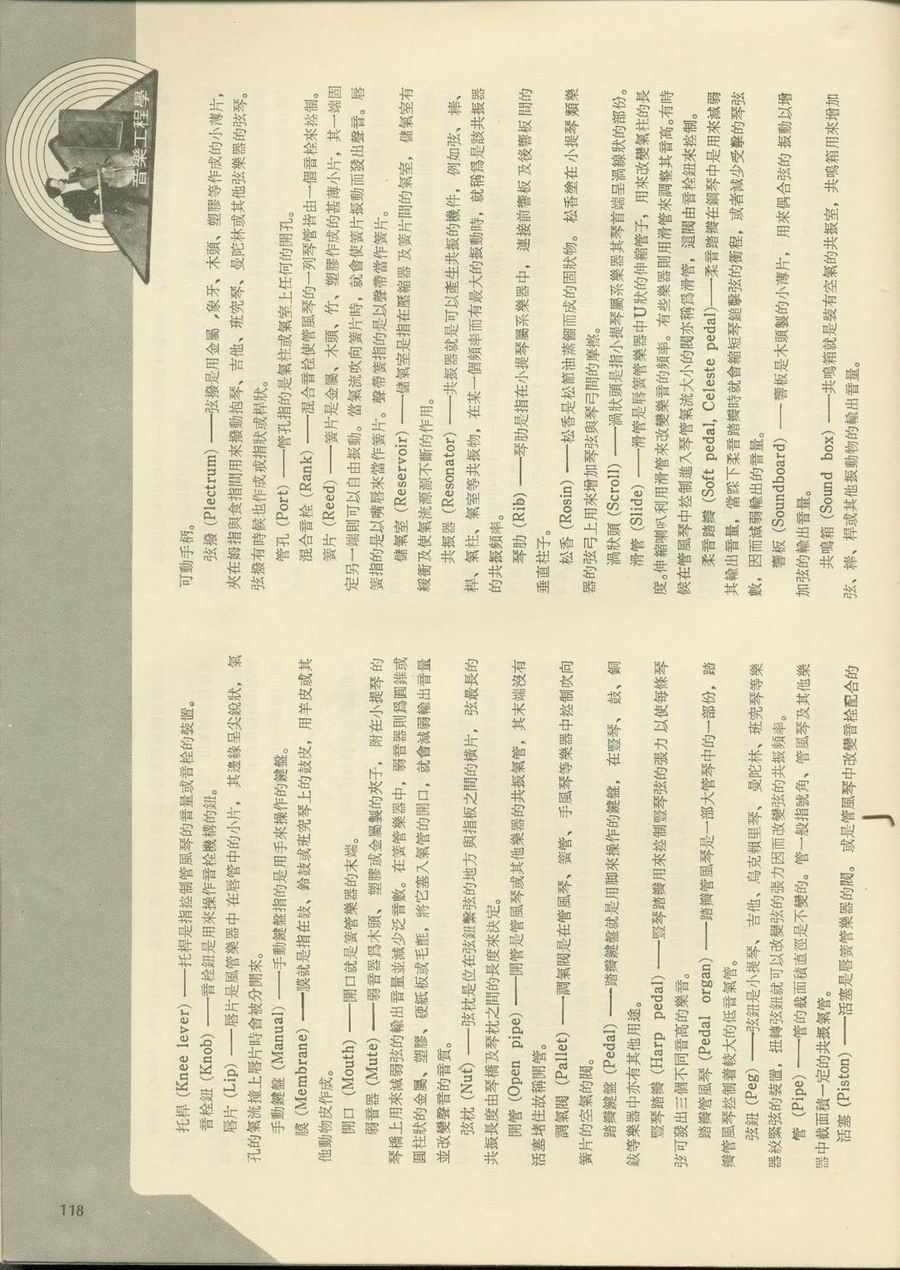 音樂工程學
托桿 (Knee lever) ——托桿是指控制管風琴的音量或音栓的裝置。
音栓鈕 (Knob) ——音栓鈕是用來操作音栓機構的鈕。
唇片 (Lip) ——唇片是風管樂器中在唇管中的小片，其邊緣呈尖銳狀，氣
孔的氣流撞上唇片時會被分開來。
手動鍵盤 (Manual) ——手動鍵盤指的是用手來操作的鍵盤。
膜 (Membrane) ——膜就是指在鼓、鈴鼓或班究琴上的鼓皮，用羊皮或其
他動物皮作成。
開口 (Mouth) ——開口就是簧管樂器的末端。
弱音器 (Mute) ——弱音器爲木頭、塑膠或金屬製的夾子，附在小提琴的
琴橋上用來減弱弦的輸出音量並減少泛音數。在簧管樂器中，弱音器則爲圓錐或
圓柱狀的金屬、塑膠、硬紙板或毛氈，將它塞入氣管的開口，就會減弱輸出音量
並改變聲音的音質。
弦枕 (Nut) ——弦枕是位在弦鈕繫弦的地方與指板之間的橫片，弦最長的
共振長度由琴橋及琴枕之間的長度來決定。
開管 (Open pipe) ——開管是管風琴或其他樂器的共振氣管，其末端沒有
活塞堵住故稱開管。
調氣閥 (Pallet) ——調氣閥是在管風琴、簧管、手風琴等樂器中控制吹向
簧片的空氣的閥。
踏瓣鍵盤 (Pedal) ——踏瓣鍵盤就是用脚來操作的鍵盤，在豎琴、鼓、銅
鈸等樂器中亦有其他用途。
豎琴踏瓣 (Harp pedal) ——豎琴踏瓣用來控制豎琴弦的張力以使每條琴
弦可發出三個不同音高的樂音。
踏瓣管風琴 (Pedal organ) ——踏瓣管風琴是一部大管琴中的一部份，踏
瓣管風琴控制着較大的低音氣管。
弦鈕 (Peg) ——弦鈕是小提琴、吉他、烏克賴里琴、曼陀林、班究琴等樂
器絞緊弦的裝置，扭轉弦鈕就可以改變弦的張力因而改變弦的共振頻率。
管 (Pipe) ——管的截面積直徑是不變的。管一般指號角、管風琴及其他樂
器中截面積一定的共振氣管。
活塞 (Piston) ——活塞是唇簧管樂器的閥。或是管風琴中改變音栓配合的
可動手柄。
弦撥 (Plectrum) ——弦撥是用金屬、象牙、木頭、塑膠等作成的小薄片，
夾在姆指與食指間用來撥動抱琴、吉他、班究琴、曼陀林或其他弦樂器的弦琴。
弦撥有時候也作成戒指狀或桿狀。
管孔 (Port) ——管孔指的是氣柱或氣室上任何的開孔。
混合音栓 (Rank) ——混合音栓使管風琴的一列琴管皆由一個音栓來控制。
簧片 (Reed) ——簧片是金屬、木頭、竹、塑膠作成的甚薄小片，其一端固
定另一端則可以自由振動。當氣流吹向簧片時，就會使簧片振動而發出聲音。唇
簧指的是以嘴唇來當作簧片。聲帶簧指的是以聲帶當作簧片。
儲氣室 (Reservoir) ——儲氣室是指在壓縮器及簧片間的氣室，儲氣室有
緩衝及使氣流源源不斷的作用。
共振器 (Resonator) ——共振器就是可以產生共振的機件，例如弦、棒、
桿、氣柱、氣室等共振物，在某一個頻率而有最大的振動時，就稱爲是該共振器
的共振頻率。
琴肋 (Rib) ——琴肋是指在小提琴屬系樂器中，連接前響板及後響板間的
垂直柱子。
松香 (Rosin) ——松香是松節油蒸餾而成的固狀物。松香塗在小提琴類樂
器的弦弓上用來增加琴弦與琴弓間的摩擦。
渦狀頭 (Scroll) ——渦狀頭是指小提琴屬系樂器其琴首端呈渦線狀的部份。
滑管 (Slide) ——滑管是唇簧管樂器中U狀的伸縮管子，用來改變氣柱的長
度。伸縮喇叭利用滑管來改變樂音的頻率。有些樂器則用滑管來調整其音高。有時
候在管風琴中控制進入琴管氣流大小的閥亦稱爲滑管，這閥由音栓鈕來控制。
柔音踏瓣 (Soft pedal, Celeste pedal)——柔音踏瓣在鋼琴中是用來減弱
其輸出音量，當踩下柔音踏瓣時就會縮短琴鎚擊弦的衝程，或者減少受擊的琴弦
數，因而減弱輸出的音量。
響板 (Soundboard) ——響板是木頭製的小薄片，用來偶合弦的振動以增
加弦的輸出音量。
共鳴箱 (Sound box) ——共鳴箱就是裝有空氣的共振室，共鳴箱用來增加
弦、棒、桿或其他振動物的輸出音量。
118